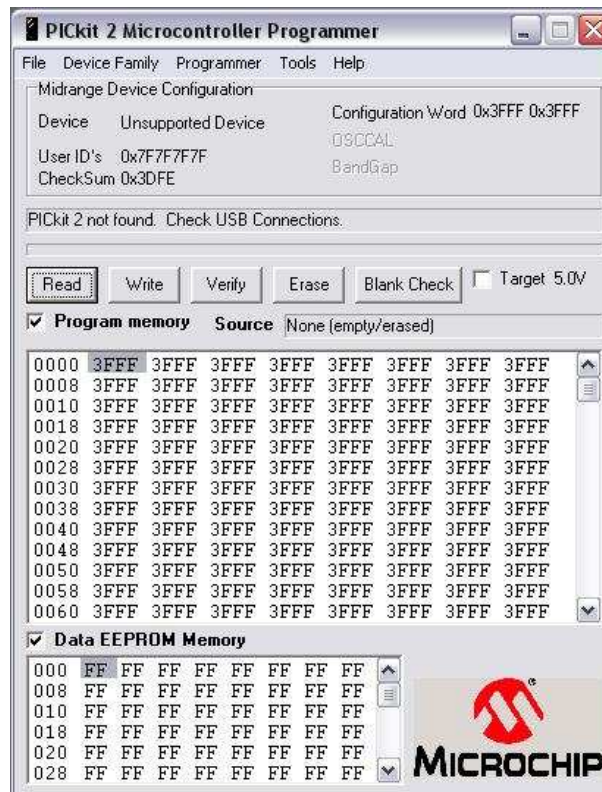 PICkit 2 Microcontroller Programmer
File Device Family Programmer Tools Help
Midrange Device Configuration
Device Unsupported Device
Configuration Word 0x3FFF 0x3FFF
User ID's 0x7F7F7F7F
OSCCAL
CheckSum 0x3DFE
BandGap
PICkit 2 not found. Check USB Connections.
Read Write Verify Erase Blank Check Target 5.0V
Program memory Source None (empty/erased)
0000 3FFF 3FFF 3FFF 3FFF 3FFF 3FFF 3FFF 3FFF
0008 3FFF 3FFF 3FFF 3FFF 3FFF 3FFF 3FFF 3FFF
0010 3FFF 3FFF 3FFF 3FFF 3FFF 3FFF 3FFF 3FFF
0018 3FFF 3FFF 3FFF 3FFF 3FFF 3FFF 3FFF 3FFF
0020 3FFF 3FFF 3FFF 3FFF 3FFF 3FFF 3FFF 3FFF
0028 3FFF 3FFF 3FFF 3FFF 3FFF 3FFF 3FFF 3FFF
0030 3FFF 3FFF 3FFF 3FFF 3FFF 3FFF 3FFF 3FFF
0038 3FFF 3FFF 3FFF 3FFF 3FFF 3FFF 3FFF 3FFF
0040 3FFF 3FFF 3FFF 3FFF 3FFF 3FFF 3FFF 3FFF
0048 3FFF 3FFF 3FFF 3FFF 3FFF 3FFF 3FFF 3FFF
0050 3FFF 3FFF 3FFF 3FFF 3FFF 3FFF 3FFF 3FFF
0058 3FFF 3FFF 3FFF 3FFF 3FFF 3FFF 3FFF 3FFF
0060 3FFF 3FFF 3FFF 3FFF 3FFF 3FFF 3FFF 3FFF
Data EEPROM Memory
000 FF FF FF FF FF FF FF FF
008 FF FF FF FF FF FF FF FF
010 FF FF FF FF FF FF FF FF
018 FF FF FF FF FF FF FF FF
020 FF FF FF FF FF FF FF FF
028 FF FF FF FF FF FF FF FF
MICROCHIP